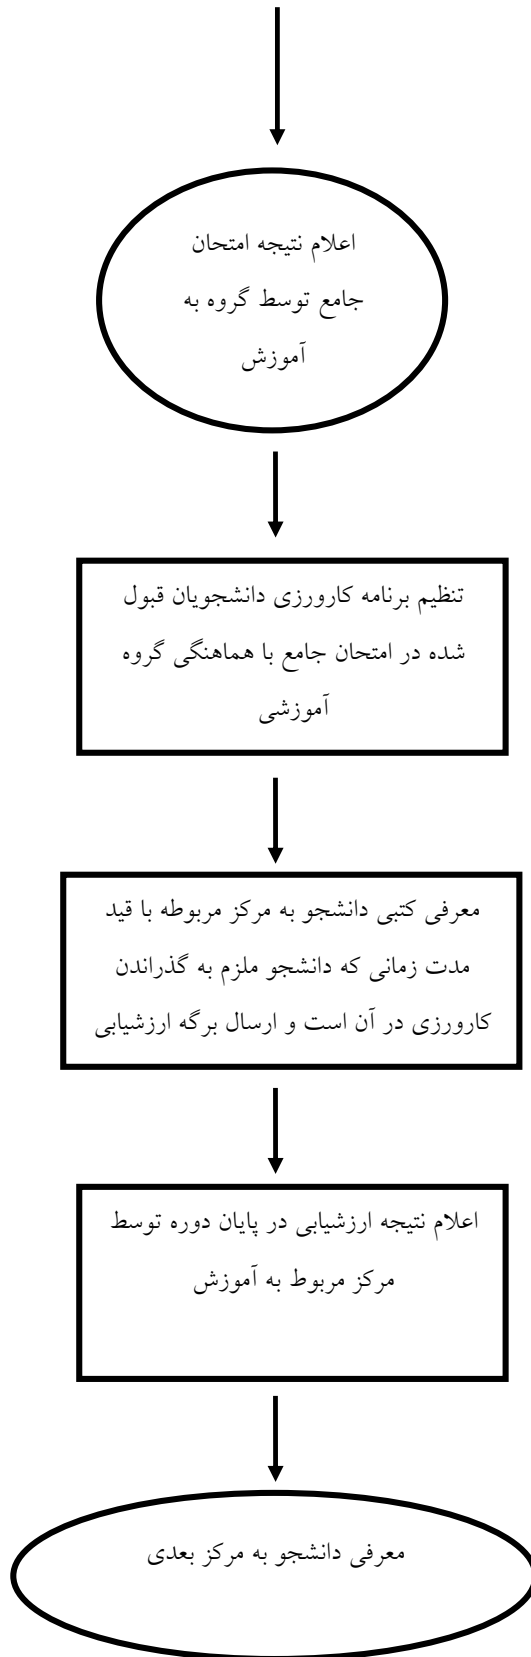 اعلام نتیجه امتحان
جامع توسط گروه به
آموزش
تنظیم برنامه کارورزی دانشجویان قبول
شده در امتحان جامع با هماهنگی گروه
آموزشی
معرفی کتبی دانشجو به مرکز مربوطه با قید
مدت زمانی که دانشجو ملزم به گذراندن
کارورزی در آن است و ارسال برگه ارزشیابی
اعلام نتیجه ارزشیابی در پایان دوره توسط
مرکز مربوط به آموزش
معرفی دانشجو به مرکز بعدی